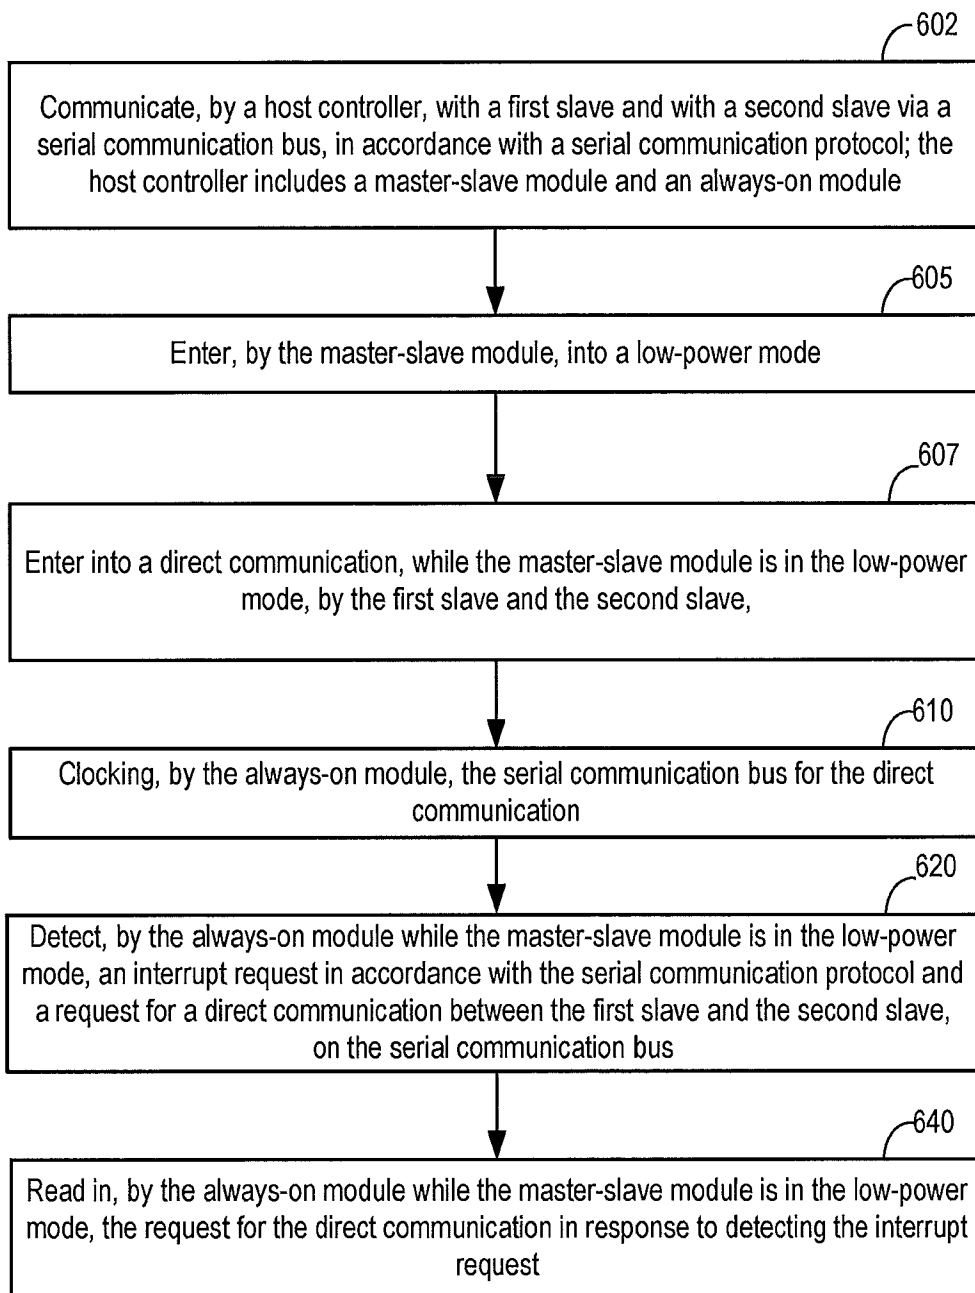 602
Communicate, by a host controller, with a first slave and with a second slave via a
serial communication bus, in accordance with a serial communication protocol; the
host controller includes a master-slave module and an always-on module
605
Enter, by the master-slave module, into a low-power mode
607
Enter into a direct communication, while the master-slave module is in the low-power
mode, by the first slave and the second slave,
610
Clocking, by the always-on module, the serial communication bus for the direct
communication
620
Detect, by the always-on module while the master-slave module is in the low-power
mode, an interrupt request in accordance with the serial communication protocol and
a request for a direct communication between the first slave and the second slave,
on the serial communication bus
640
Read in, by the always-on module while the master-slave module is in the low-power
mode, the request for the direct communication in response to detecting the interrupt
request